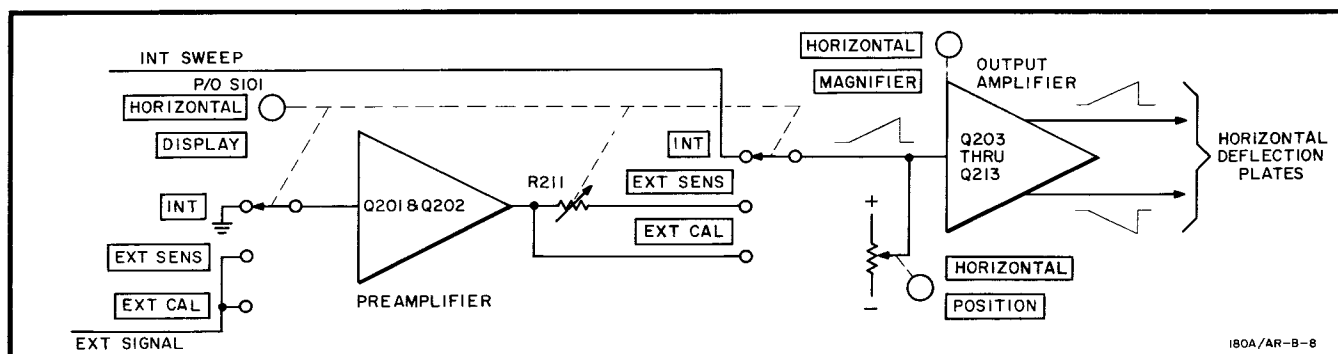 INT SWEEP
P/O S101
HORIZONTAL
DISPLAY
INT
EXT SENS
EXT CAL
EXT SIGNAL
Q201&Q202
PREAMPLIFIER
R211
INT
EXT SENS
EXT CAL
HORIZONTAL
MAGNIFIER
OUTPUT
AMPLIFIER
Q203
THRU
Q213
+
−
HORIZONTAL
POSITION
HORIZONTAL
DEFLECTION
PLATES
180A/AR-B-8